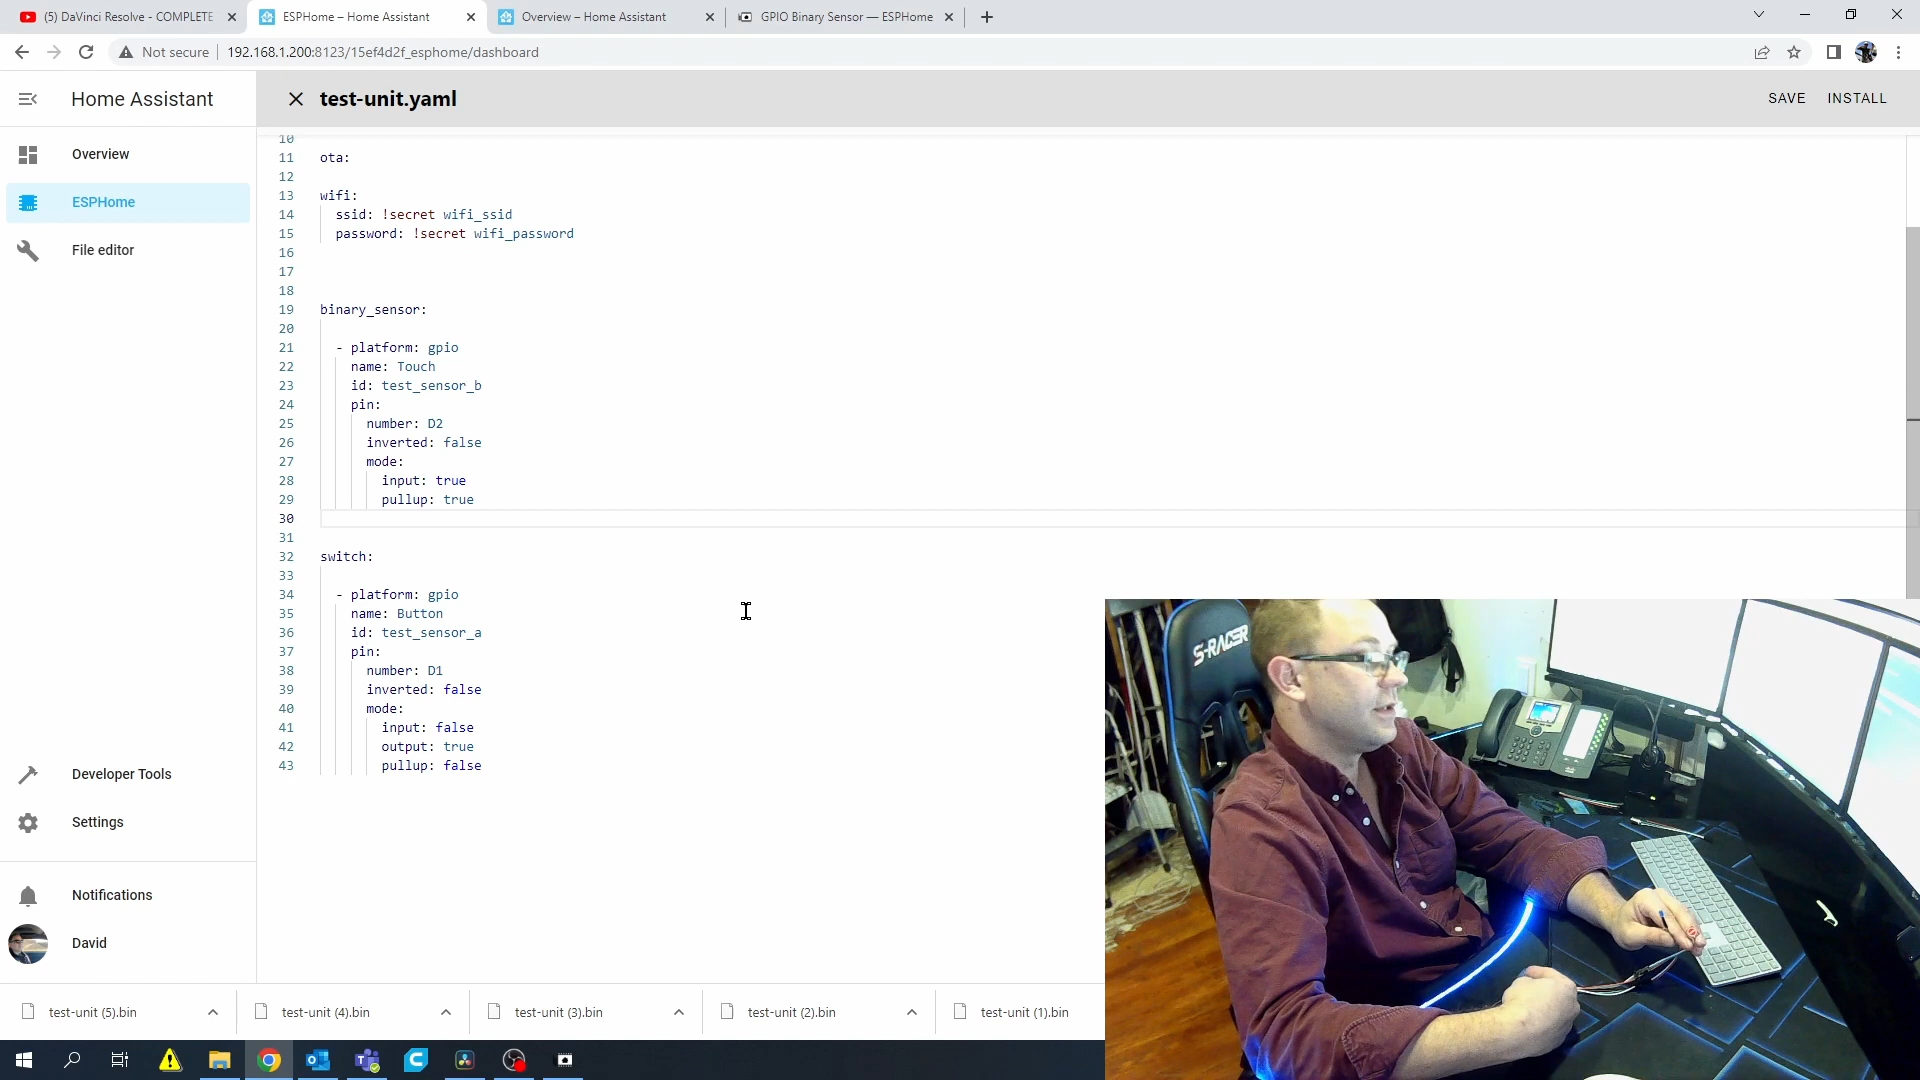 (5) DaVinci Resolve - COMPLETE
ESPHome – Home Assistant
Overview – Home Assistant
GPIO Binary Sensor — ESPHome
Not secure
192.168.1.200:8123/15ef4d2f_esphome/dashboard
Home Assistant
test-unit.yaml
SAVE
INSTALL
Overview
ESPHome
File editor
Developer Tools
Settings
Notifications
David
10
11 ota:
12
13 wifi:
14 ssid: !secret wifi_ssid
15 password: !secret wifi_password
16
17
18
19 binary_sensor:
20
21 - platform: gpio
22 name: Touch
23 id: test_sensor_b
24 pin:
25 number: D2
26 inverted: false
27 mode:
28 input: true
29 pullup: true
30
31
32 switch:
33
34 - platform: gpio
35 name: Button
36 id: test_sensor_a
37 pin:
38 number: D1
39 inverted: false
40 mode:
41 input: false
42 output: true
43 pullup: false
S-RACER
test-unit (5).bin
test-unit (4).bin
test-unit (3).bin
test-unit (2).bin
test-unit (1).bin